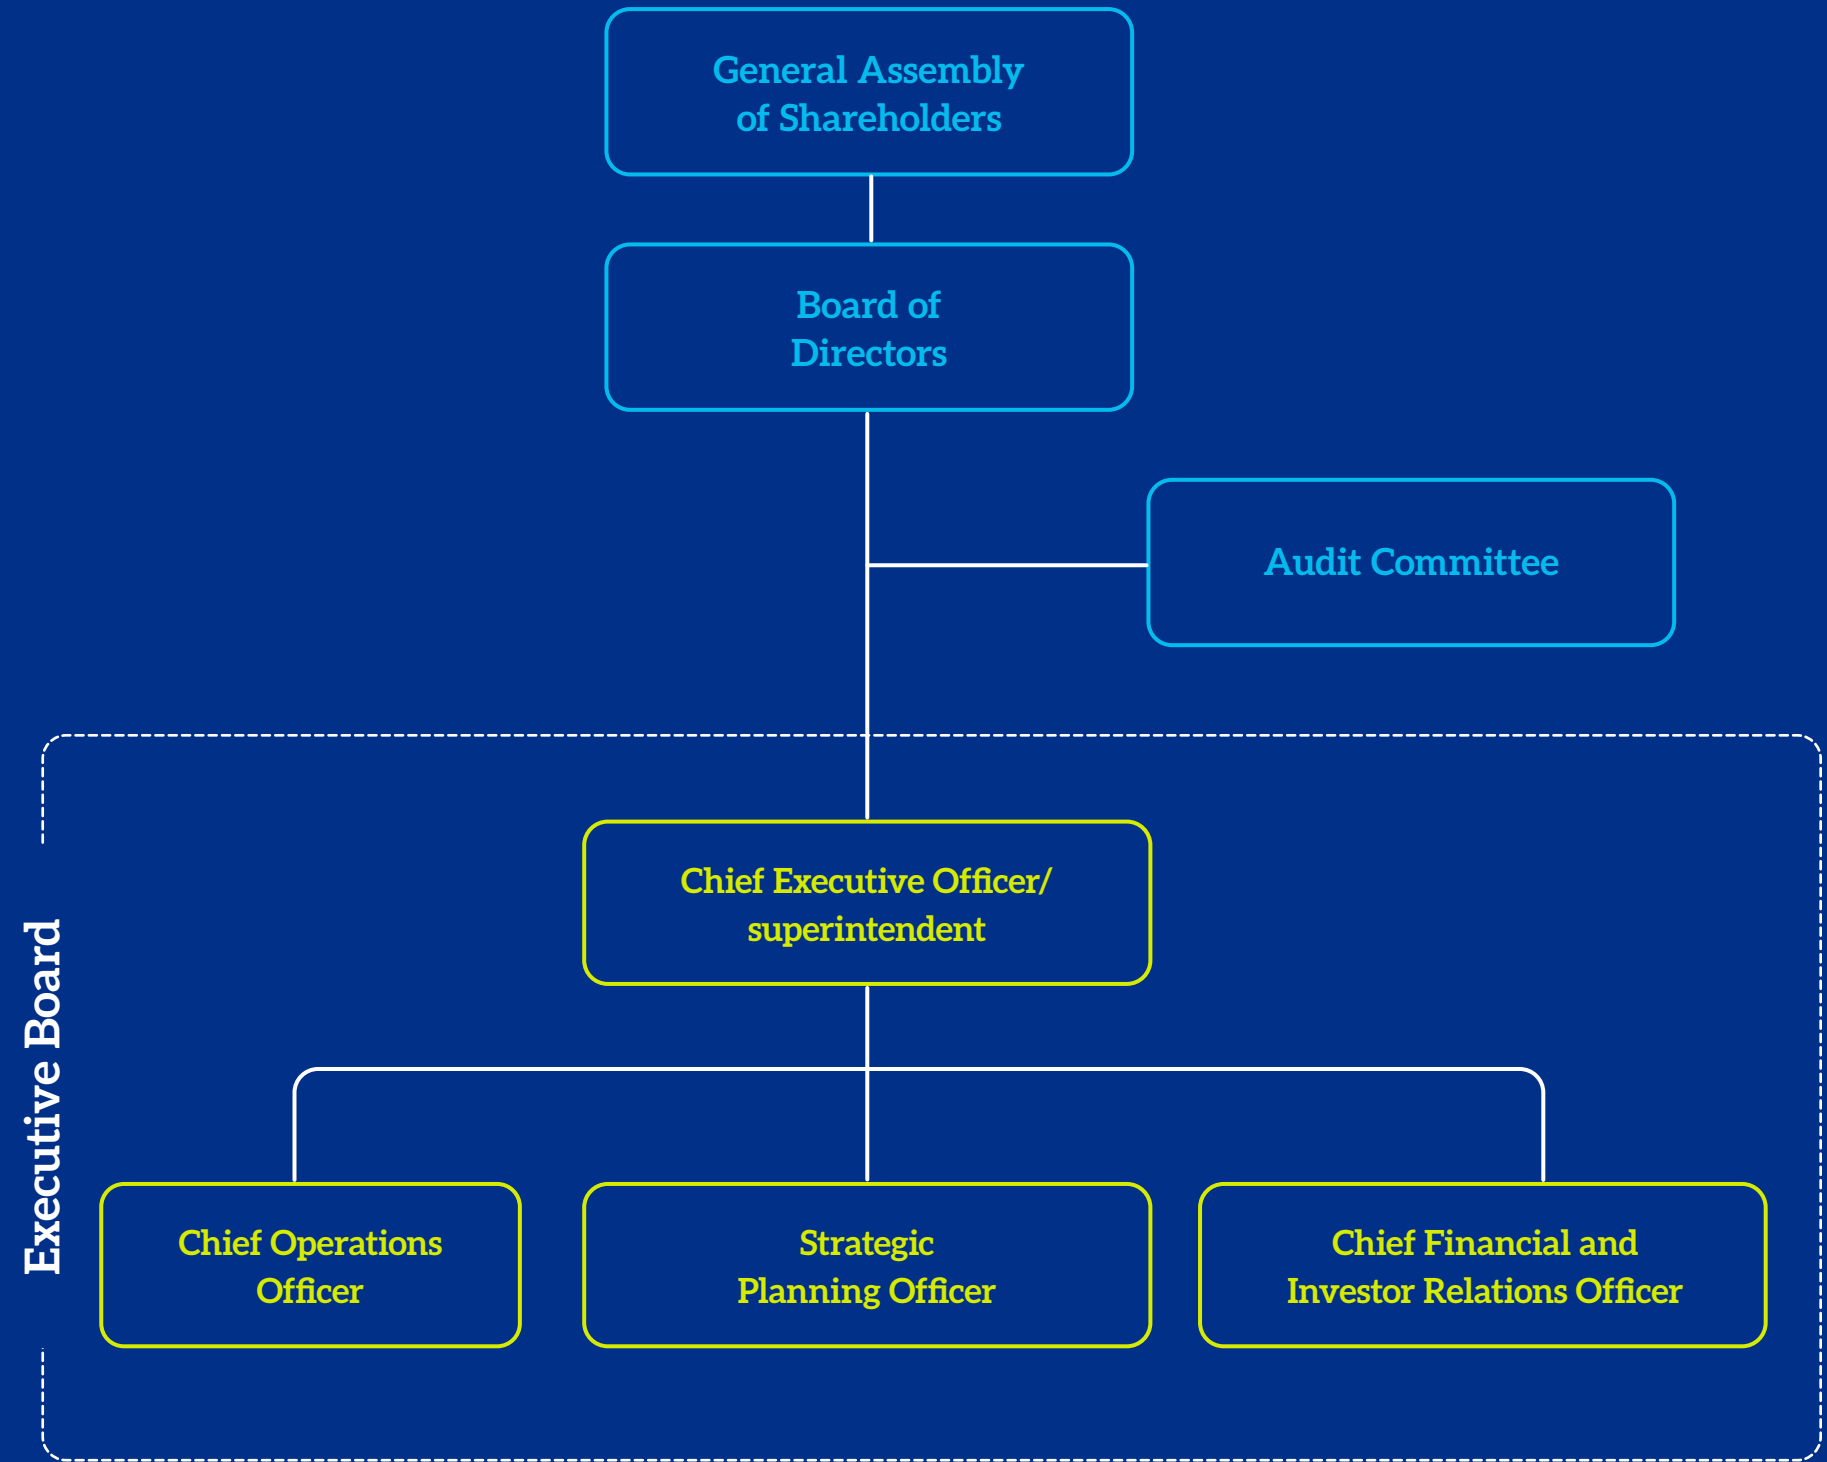 General Assembly
of Shareholders
Board of
Directors
Audit Committee
Executive Board
Chief Executive Officer/
superintendent
Chief Operations
Officer
Strategic
Planning Officer
Chief Financial and
Investor Relations Officer